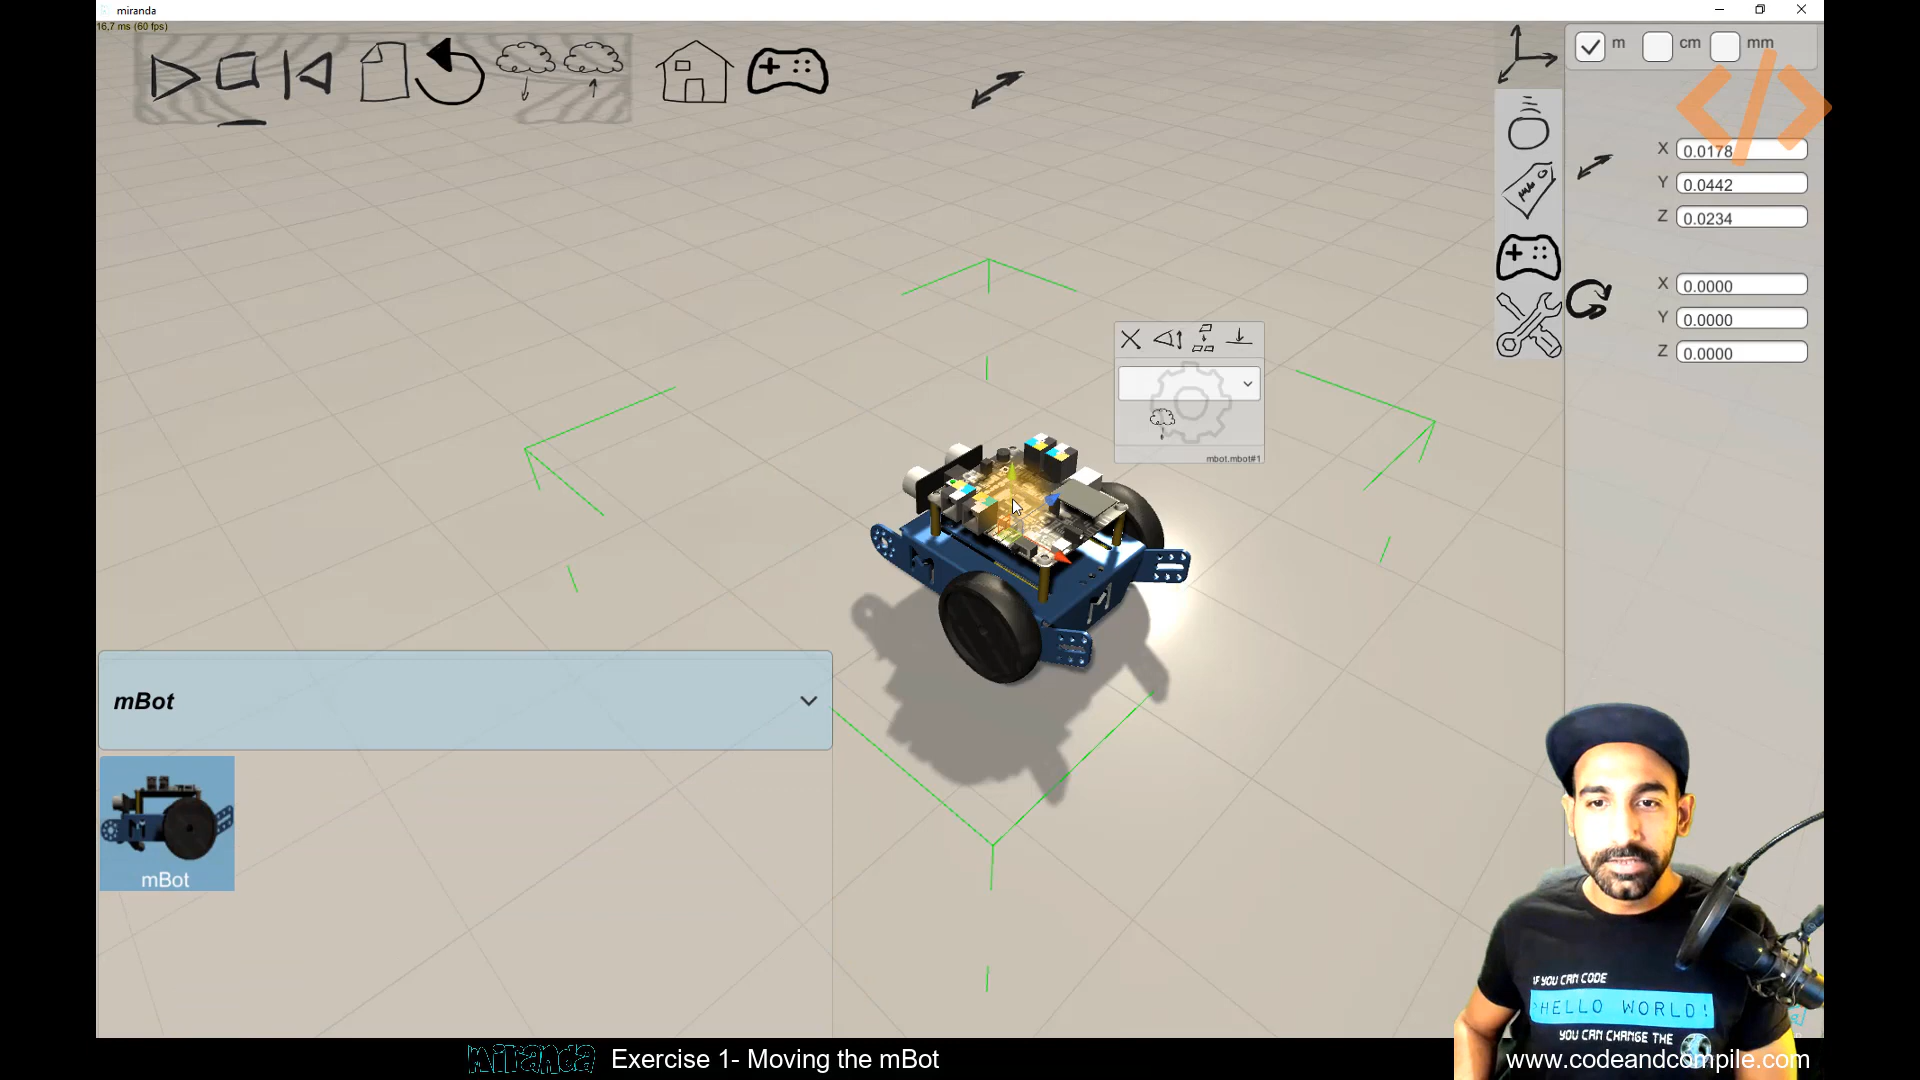 miranda
16,7 ms (60 fps)
m cm mm
X 0.0178
Y 0.0442
Z 0.0234
X 0.0000
Y 0.0000
Z 0.0000
mbot.mbot#1
mBot
mBot
IF YOU CAN CODE
>HELLO WORLD!
YOU CAN CHANGE THE
miranda Exercise 1- Moving the mBot
www.codeandcompile.com